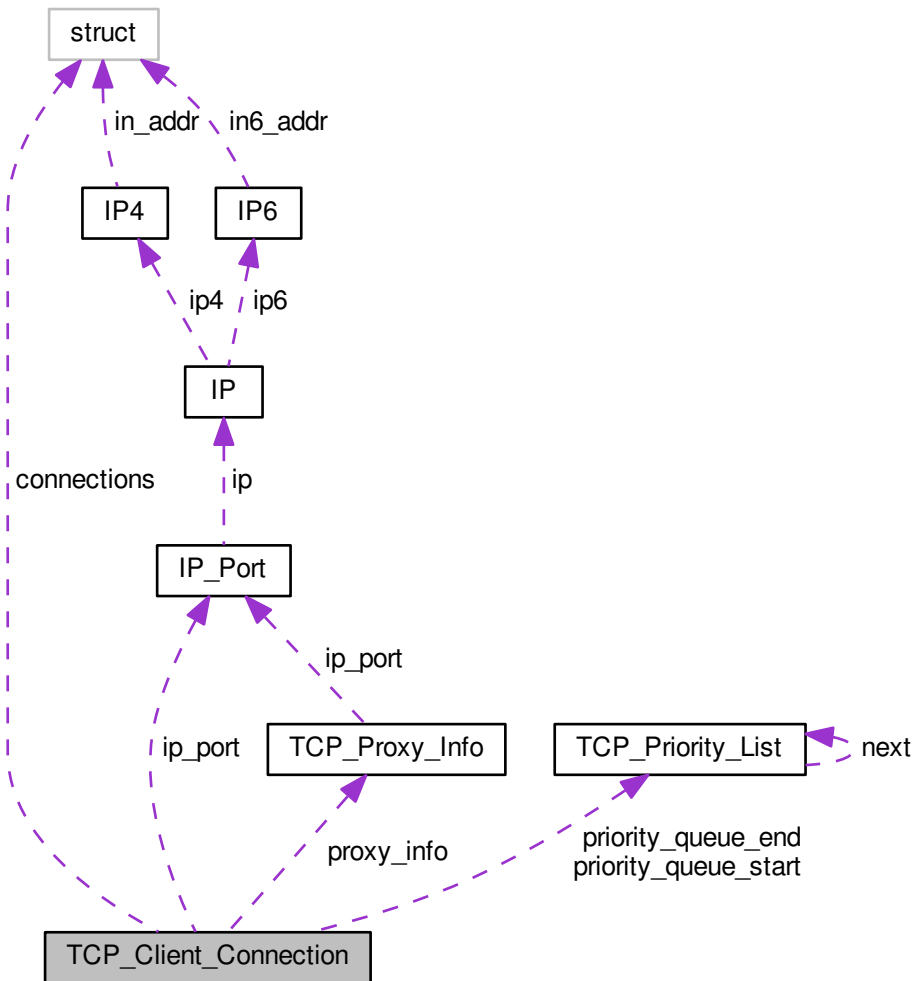 struct
in_addr
in6_addr
IP4
IP6
ip4
ip6
IP
connections
ip
IP_Port
ip_port
ip_port
TCP_Proxy_Info
TCP_Priority_List
next
proxy_info
priority_queue_end
priority_queue_start
TCP_Client_Connection